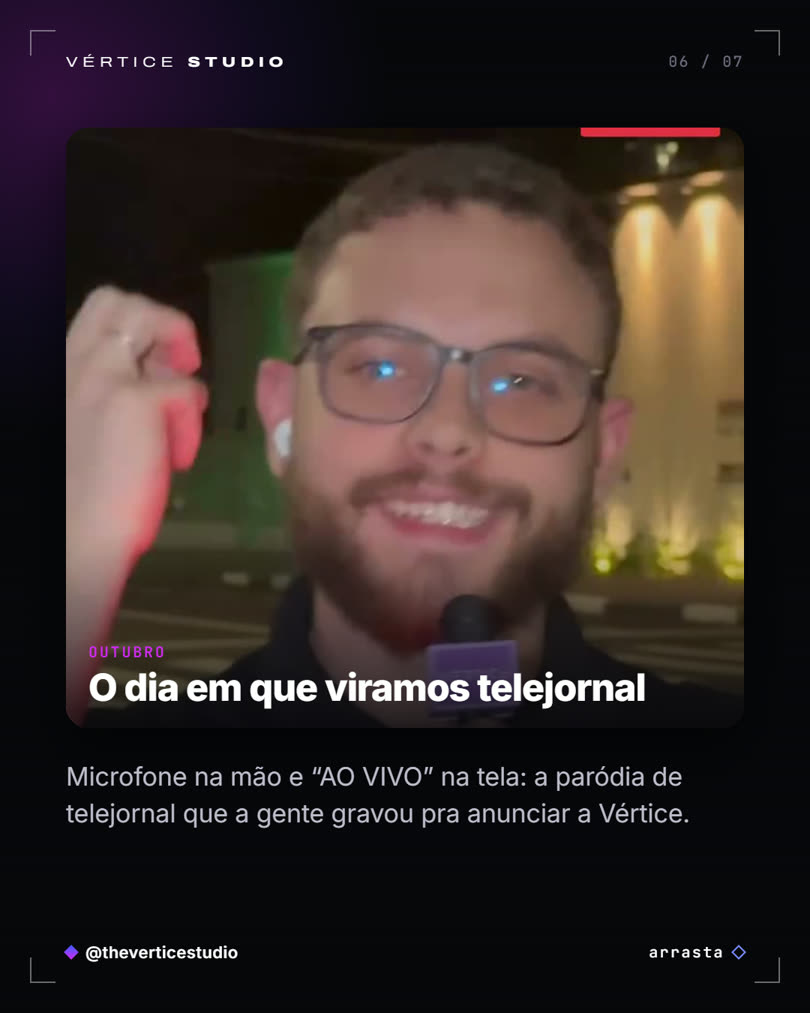 VÉRTICE STUDIO
06 / 07
OUTUBRO
O dia em que viramos telejornal
Microfone na mão e “AO VIVO” na tela: a paródia de
telejornal que a gente gravou pra anunciar a Vértice.
@theverticestudio
arrasta